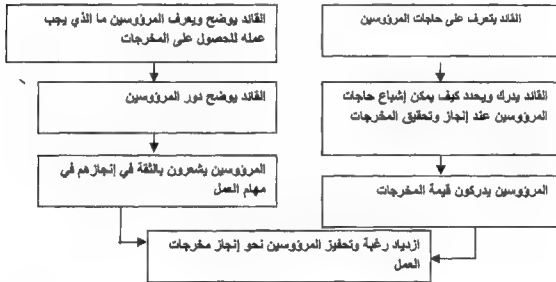 القائد يتعرف على حاجات المرؤوسين
القائد يوضح ويعرف المرؤوسين ما الذي يجب
عمله للحصول على المخرجات
القائد يدرك ويحدد كيف يمكن إشباع حاجات
المرؤوسين عند إنجاز وتحقيق المخرجات
القائد يوضح دور المرؤوسين
المرؤوسين يدركون قيمة المخرجات
المرؤوسين يشعرون بالثقة في إنجازهم في
مهام العمل
ازدياد رغبة وتحفيز المرؤوسين نحو إنجاز مخرجات
العمل